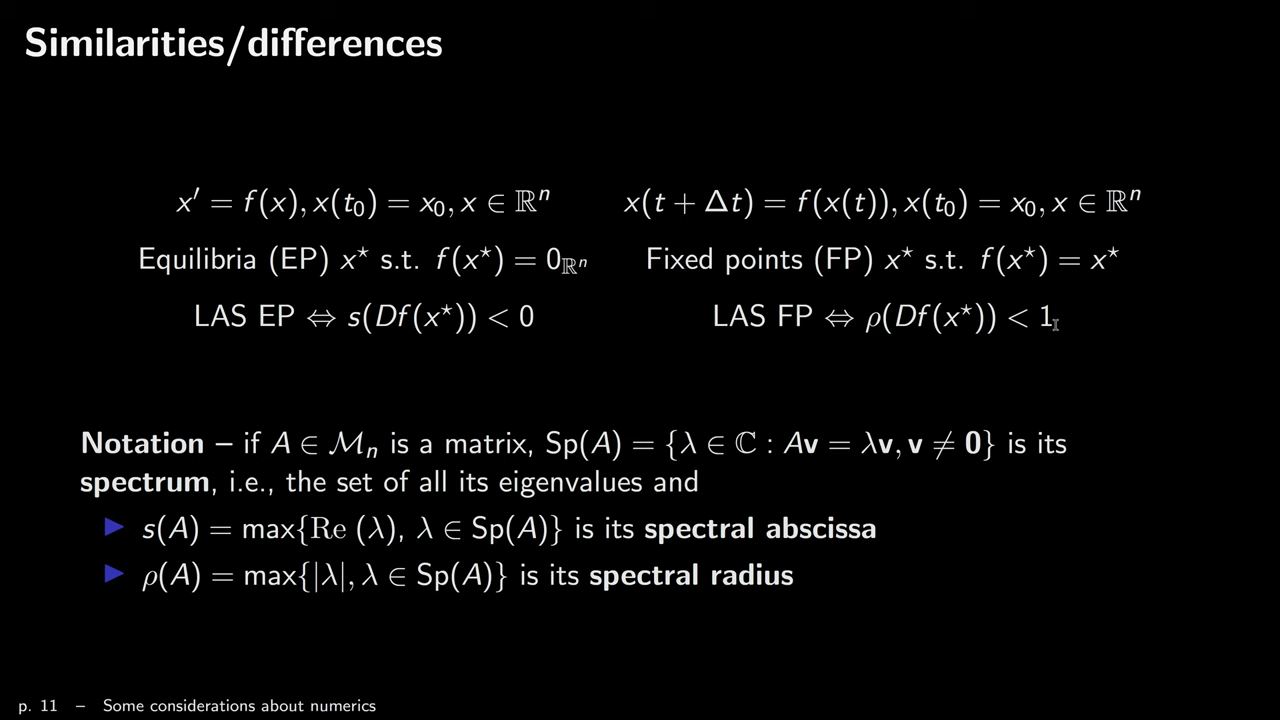 Similarities/differences
x′ = f(x), x(t₀) = x₀, x ∈ ℝⁿ
x(t + Δt) = f(x(t)), x(t₀) = x₀, x ∈ ℝⁿ
Equilibria (EP) x⋆ s.t. f(x⋆) = 0_ℝⁿ
Fixed points (FP) x⋆ s.t. f(x⋆) = x⋆
LAS EP ⇔ s(Df(x⋆)) < 0
LAS FP ⇔ ρ(Df(x⋆)) < 1
Notation – if A ∈ ℳₙ is a matrix, Sp(A) = {λ ∈ ℂ : Av = λv, v ≠ 0} is its
spectrum, i.e., the set of all its eigenvalues and
▶ s(A) = max{Re (λ), λ ∈ Sp(A)} is its spectral abscissa
▶ ρ(A) = max{|λ|, λ ∈ Sp(A)} is its spectral radius
p. 11 – Some considerations about numerics